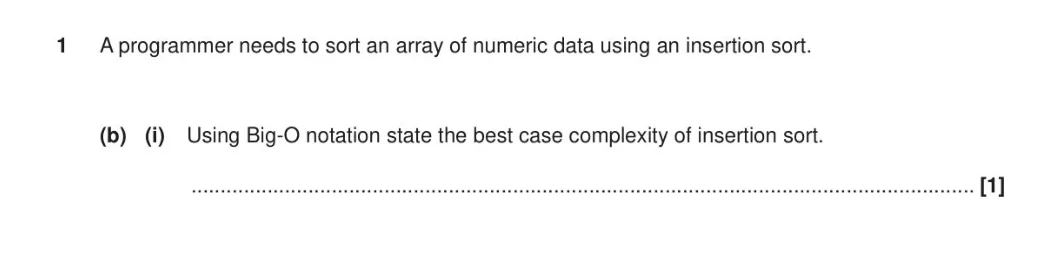 1 A programmer needs to sort an array of numeric data using an insertion sort.
(b) (i) Using Big-O notation state the best case complexity of insertion sort.
.......................................................................................................................................... [1]